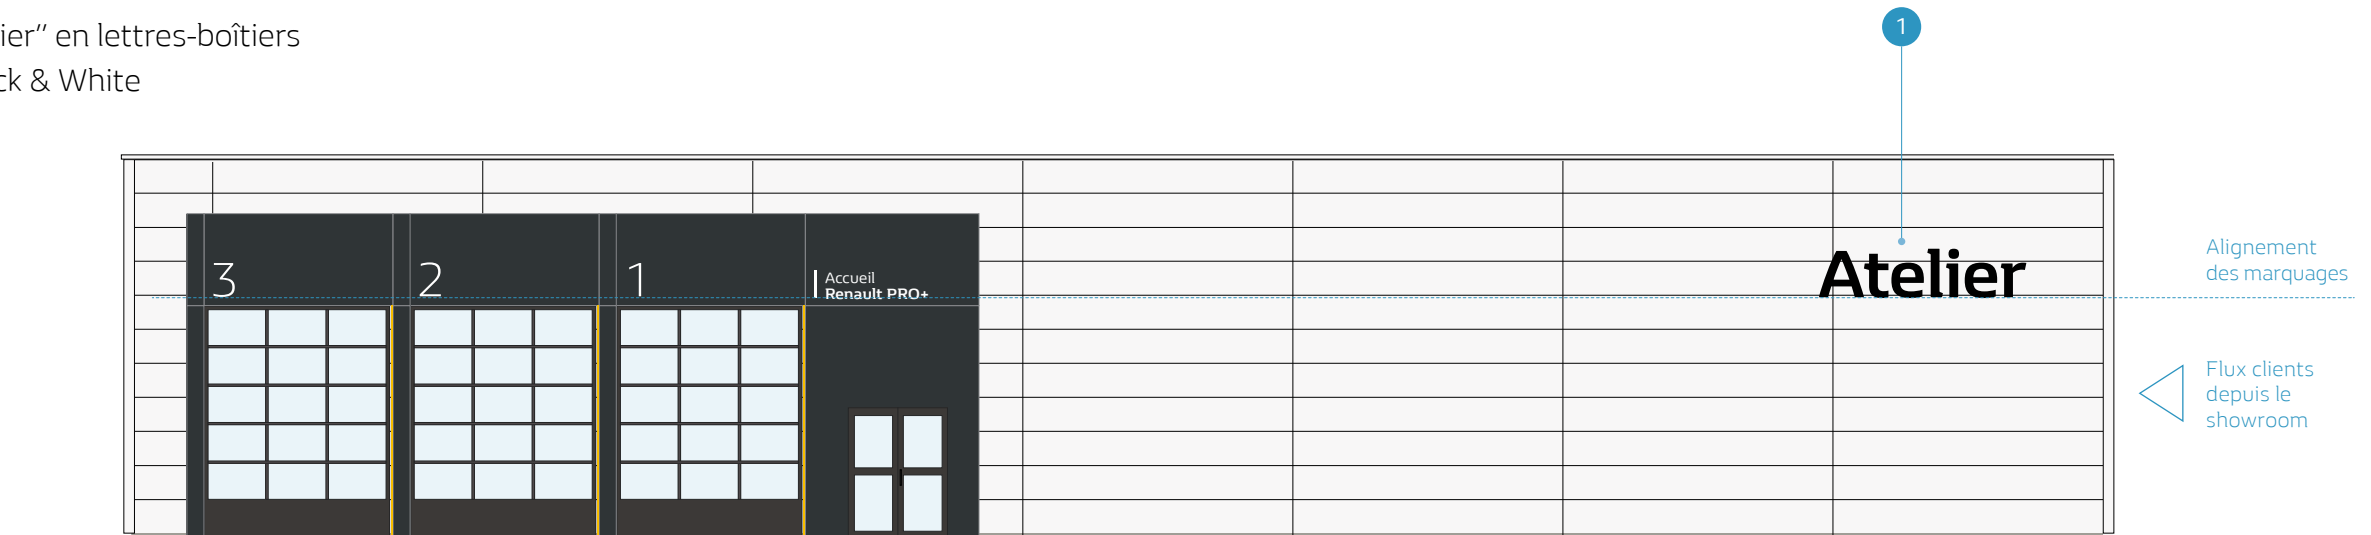 ier” en lettres-boîtiers
ck & White
1
3
2
1
Accueil
Renault PRO+
Atelier
Alignement
des marquages
Flux clients
depuis le
showroom